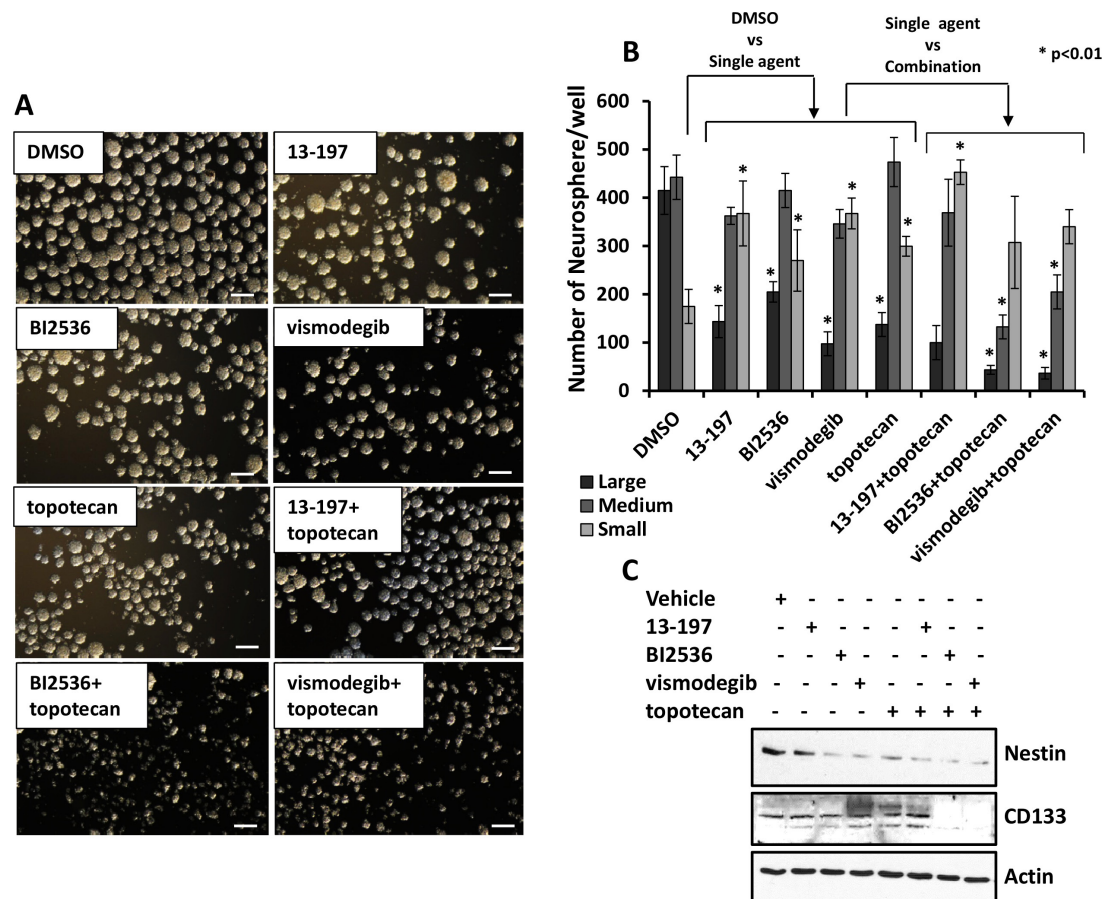 A
DMSO
13-197
BI2536
vismodegib
topotecan
13-197+
topotecan
BI2536+
topotecan
vismodegib+
topotecan
B
DMSO
vs
Single agent
Single agent
vs
Combination
* p<0.01
Number of Neurosphere/well
600
500
400
300
200
100
0
* * * * * * * * * * * *
DMSO
13-197
BI2536
vismodegib
topotecan
13-197+topotecan
BI2536+topotecan
vismodegib+topotecan
Large
Medium
Small
C
Vehicle + - - - - - - -
13-197 - + - - - + - -
BI2536 - - + - - - + -
vismodegib - - - + - - - +
topotecan - - - - + + + +
Nestin
CD133
Actin